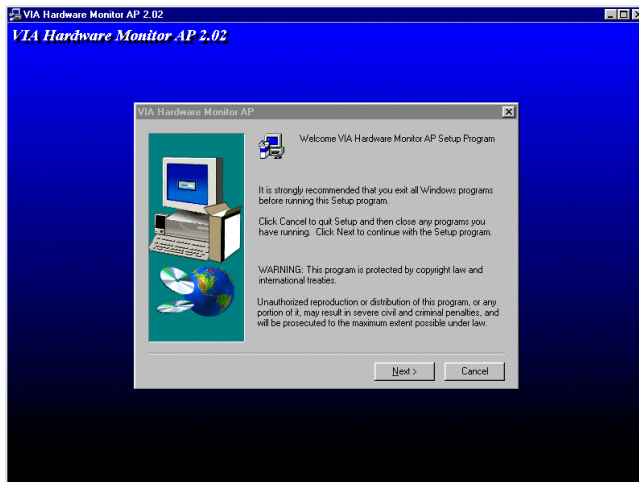 VIA Hardware Monitor AP 2.02
VIA Hardware Monitor AP 2.02
VIA Hardware Monitor AP
Welcome VIA Hardware Monitor AP Setup Program
It is strongly recommended that you exit all Windows programs
before running this Setup program.
Click Cancel to quit Setup and then close any programs you
have running. Click Next to continue with the Setup program.
WARNING: This program is protected by copyright law and
international treaties.
Unauthorized reproduction or distribution of this program, or any
portion of it, may result in severe civil and criminal penalties, and
will be prosecuted to the maximum extent possible under law.
Next >
Cancel